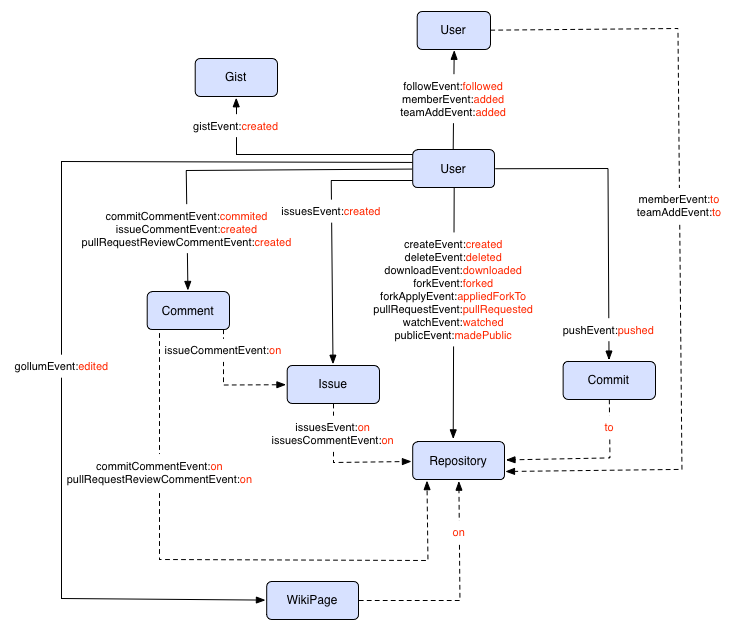 User
Gist
followEvent:followed
memberEvent:added
teamAddEvent:added
gistEvent:created
User
memberEvent:to
teamAddEvent:to
issuesEvent:created
commitCommentEvent:commited
issueCommentEvent:created
pullRequestReviewCommentEvent:created
createEvent:created
deleteEvent:deleted
downloadEvent:downloaded
forkEvent:forked
forkApplyEvent:appliedForkTo
pullRequestEvent:pullRequested
watchEvent:watched
publicEvent:madePublic
Comment
pushEvent:pushed
issueCommentEvent:on
gollumEvent:edited
Issue
Commit
issuesEvent:on
issuesCommentEvent:on
to
Repository
commitCommentEvent:on
pullRequestReviewCommentEvent:on
on
WikiPage